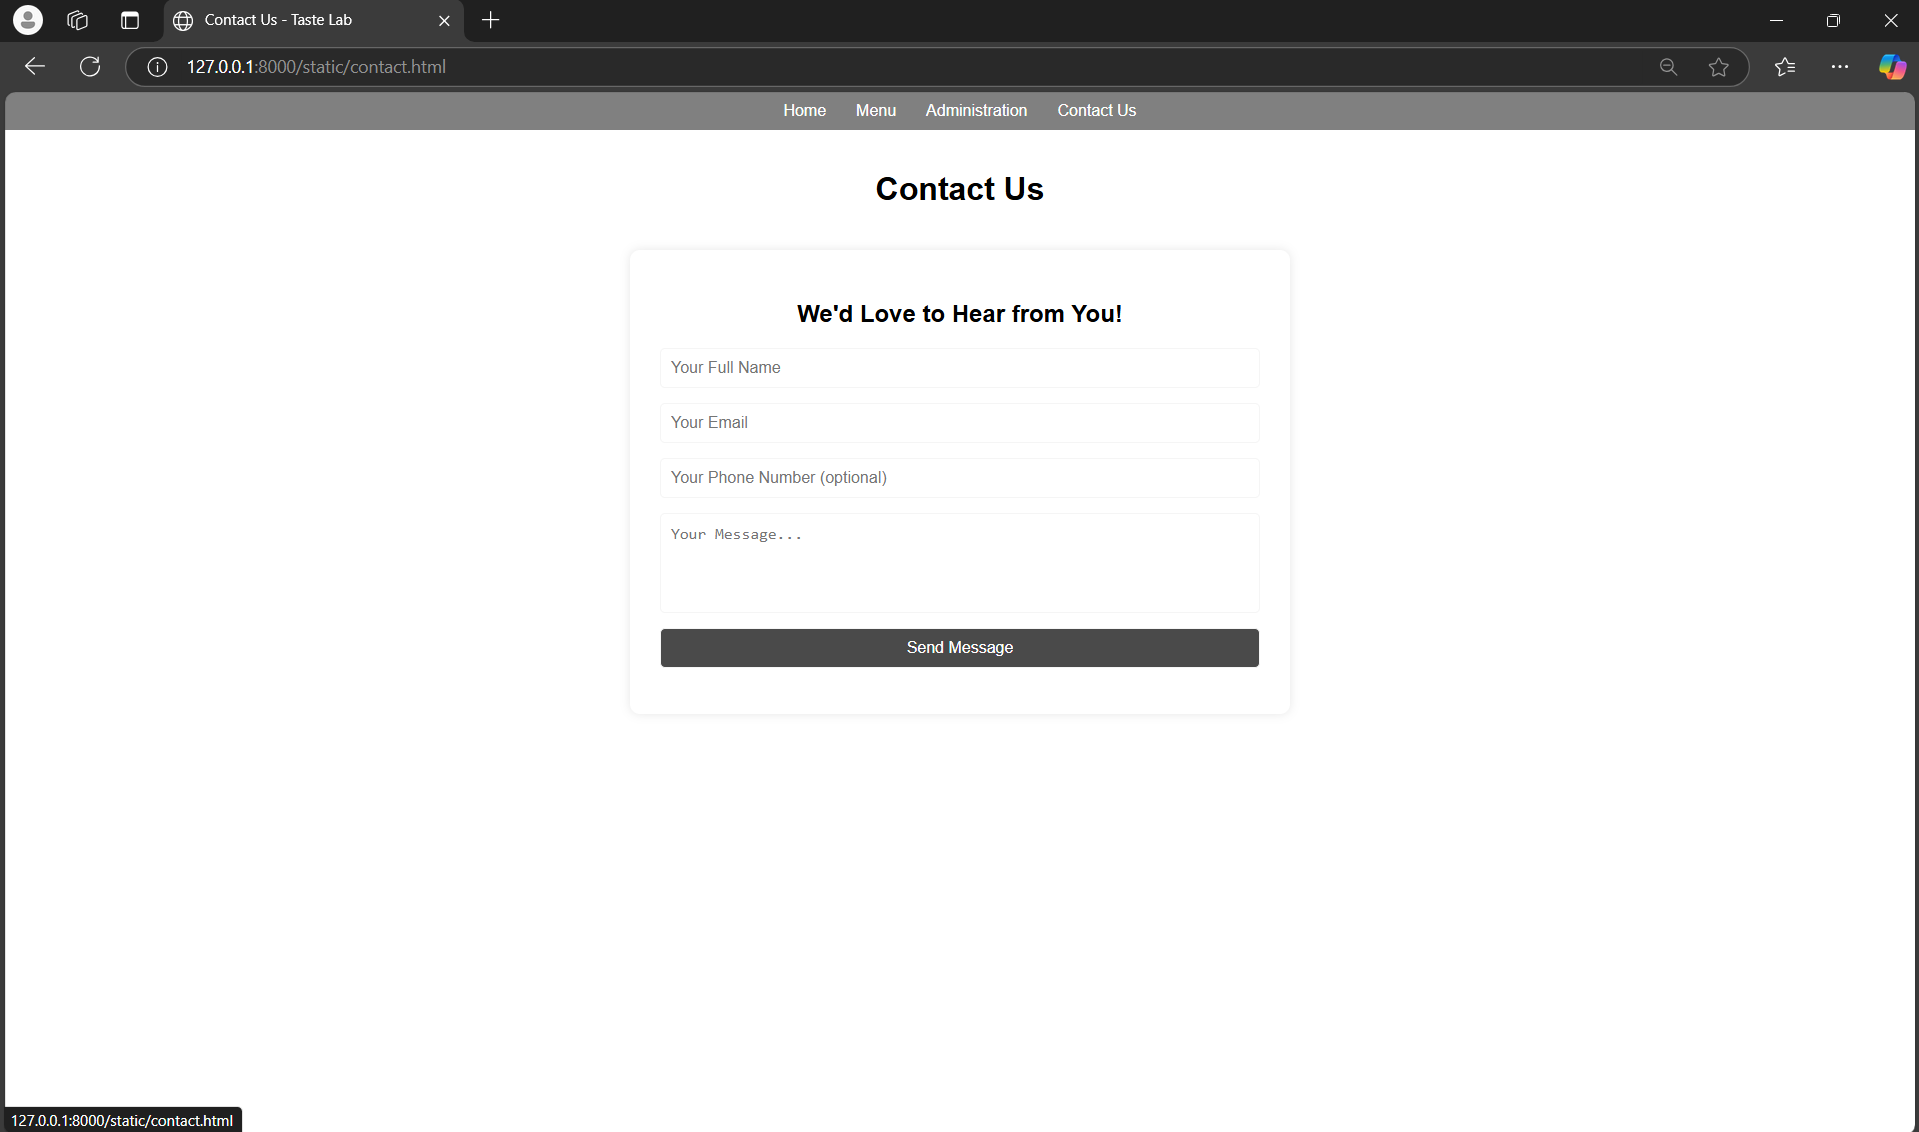 Contact Us - Taste Lab
127.0.0.1:8000/static/contact.html
Home Menu Administration Contact Us
Contact Us
We'd Love to Hear from You!
Your Full Name
Your Email
Your Phone Number (optional)
Your Message...
Send Message
127.0.0.1:8000/static/contact.html